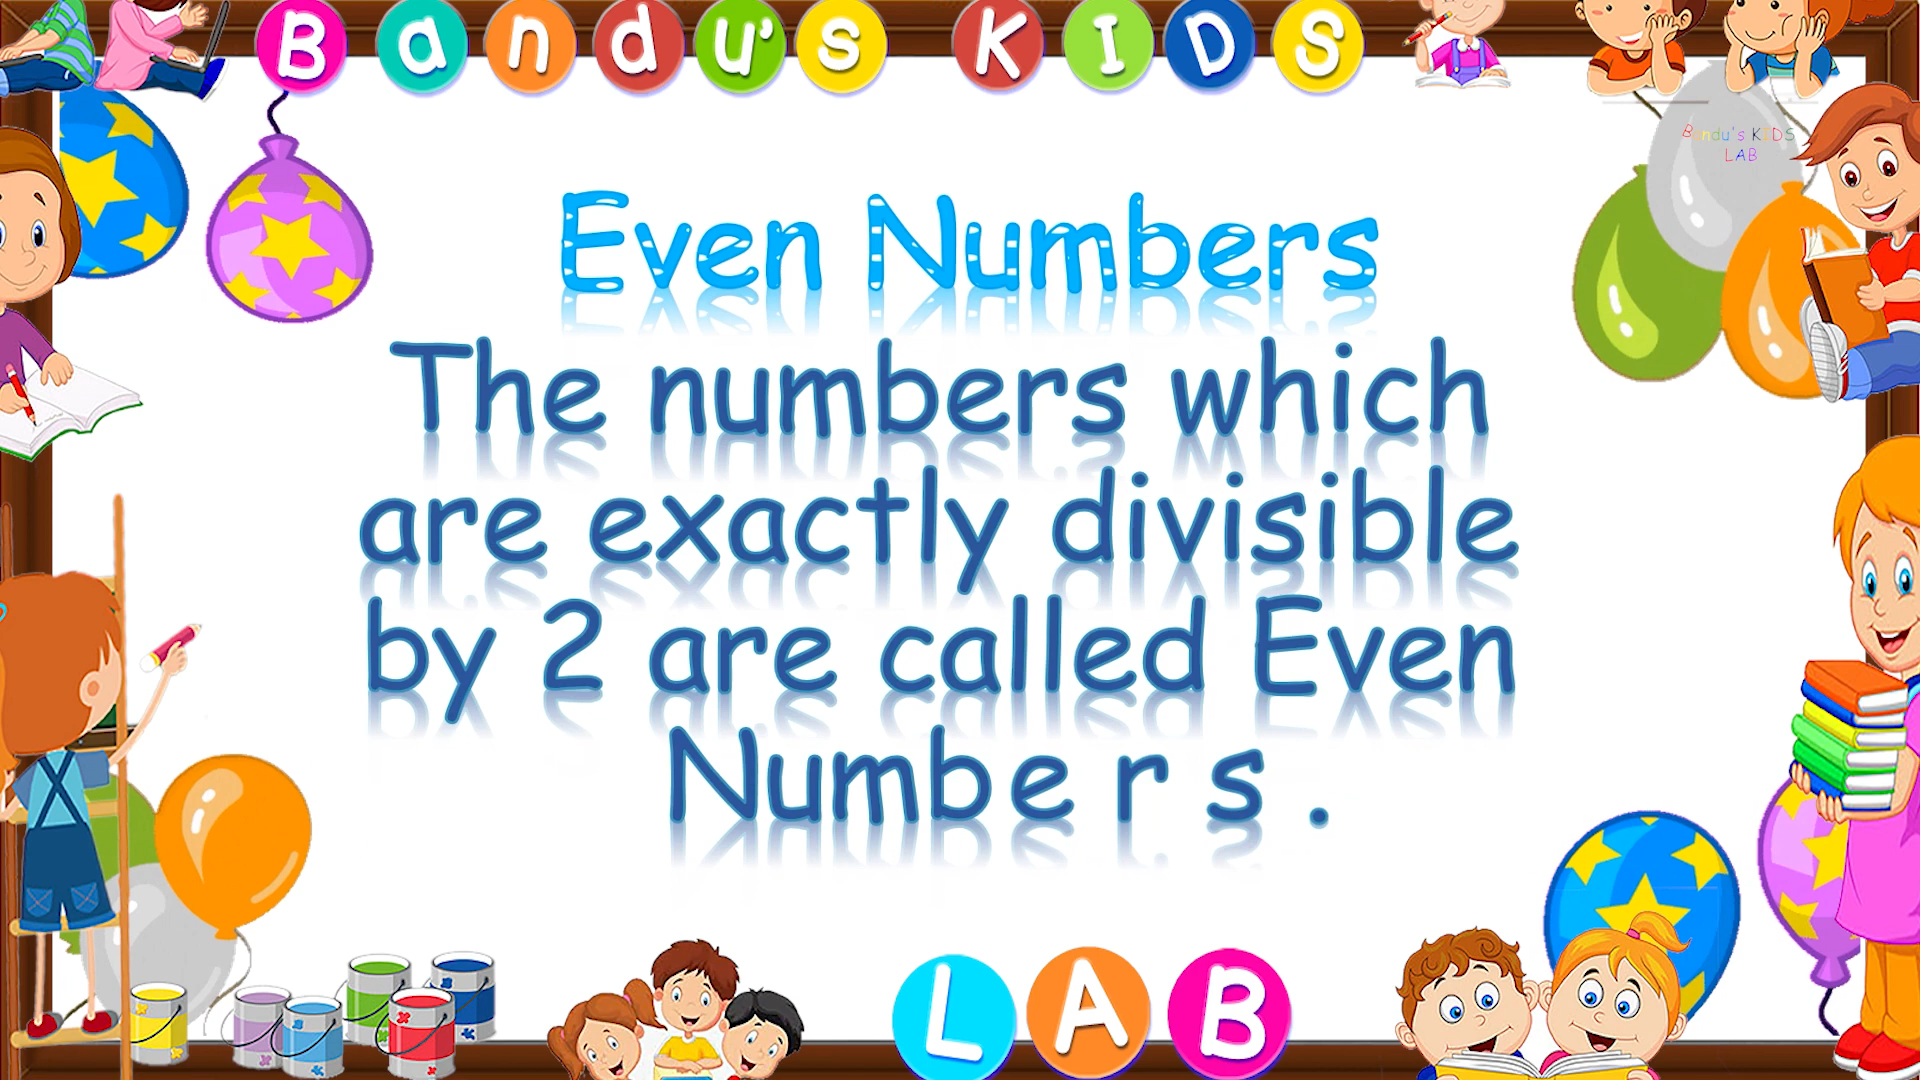 Bandu's KIDS
Bandu's KIDS
LAB
Even Numbers
The numbers which
are exactly divisible
by 2 are called Even
Numbers.
LAB